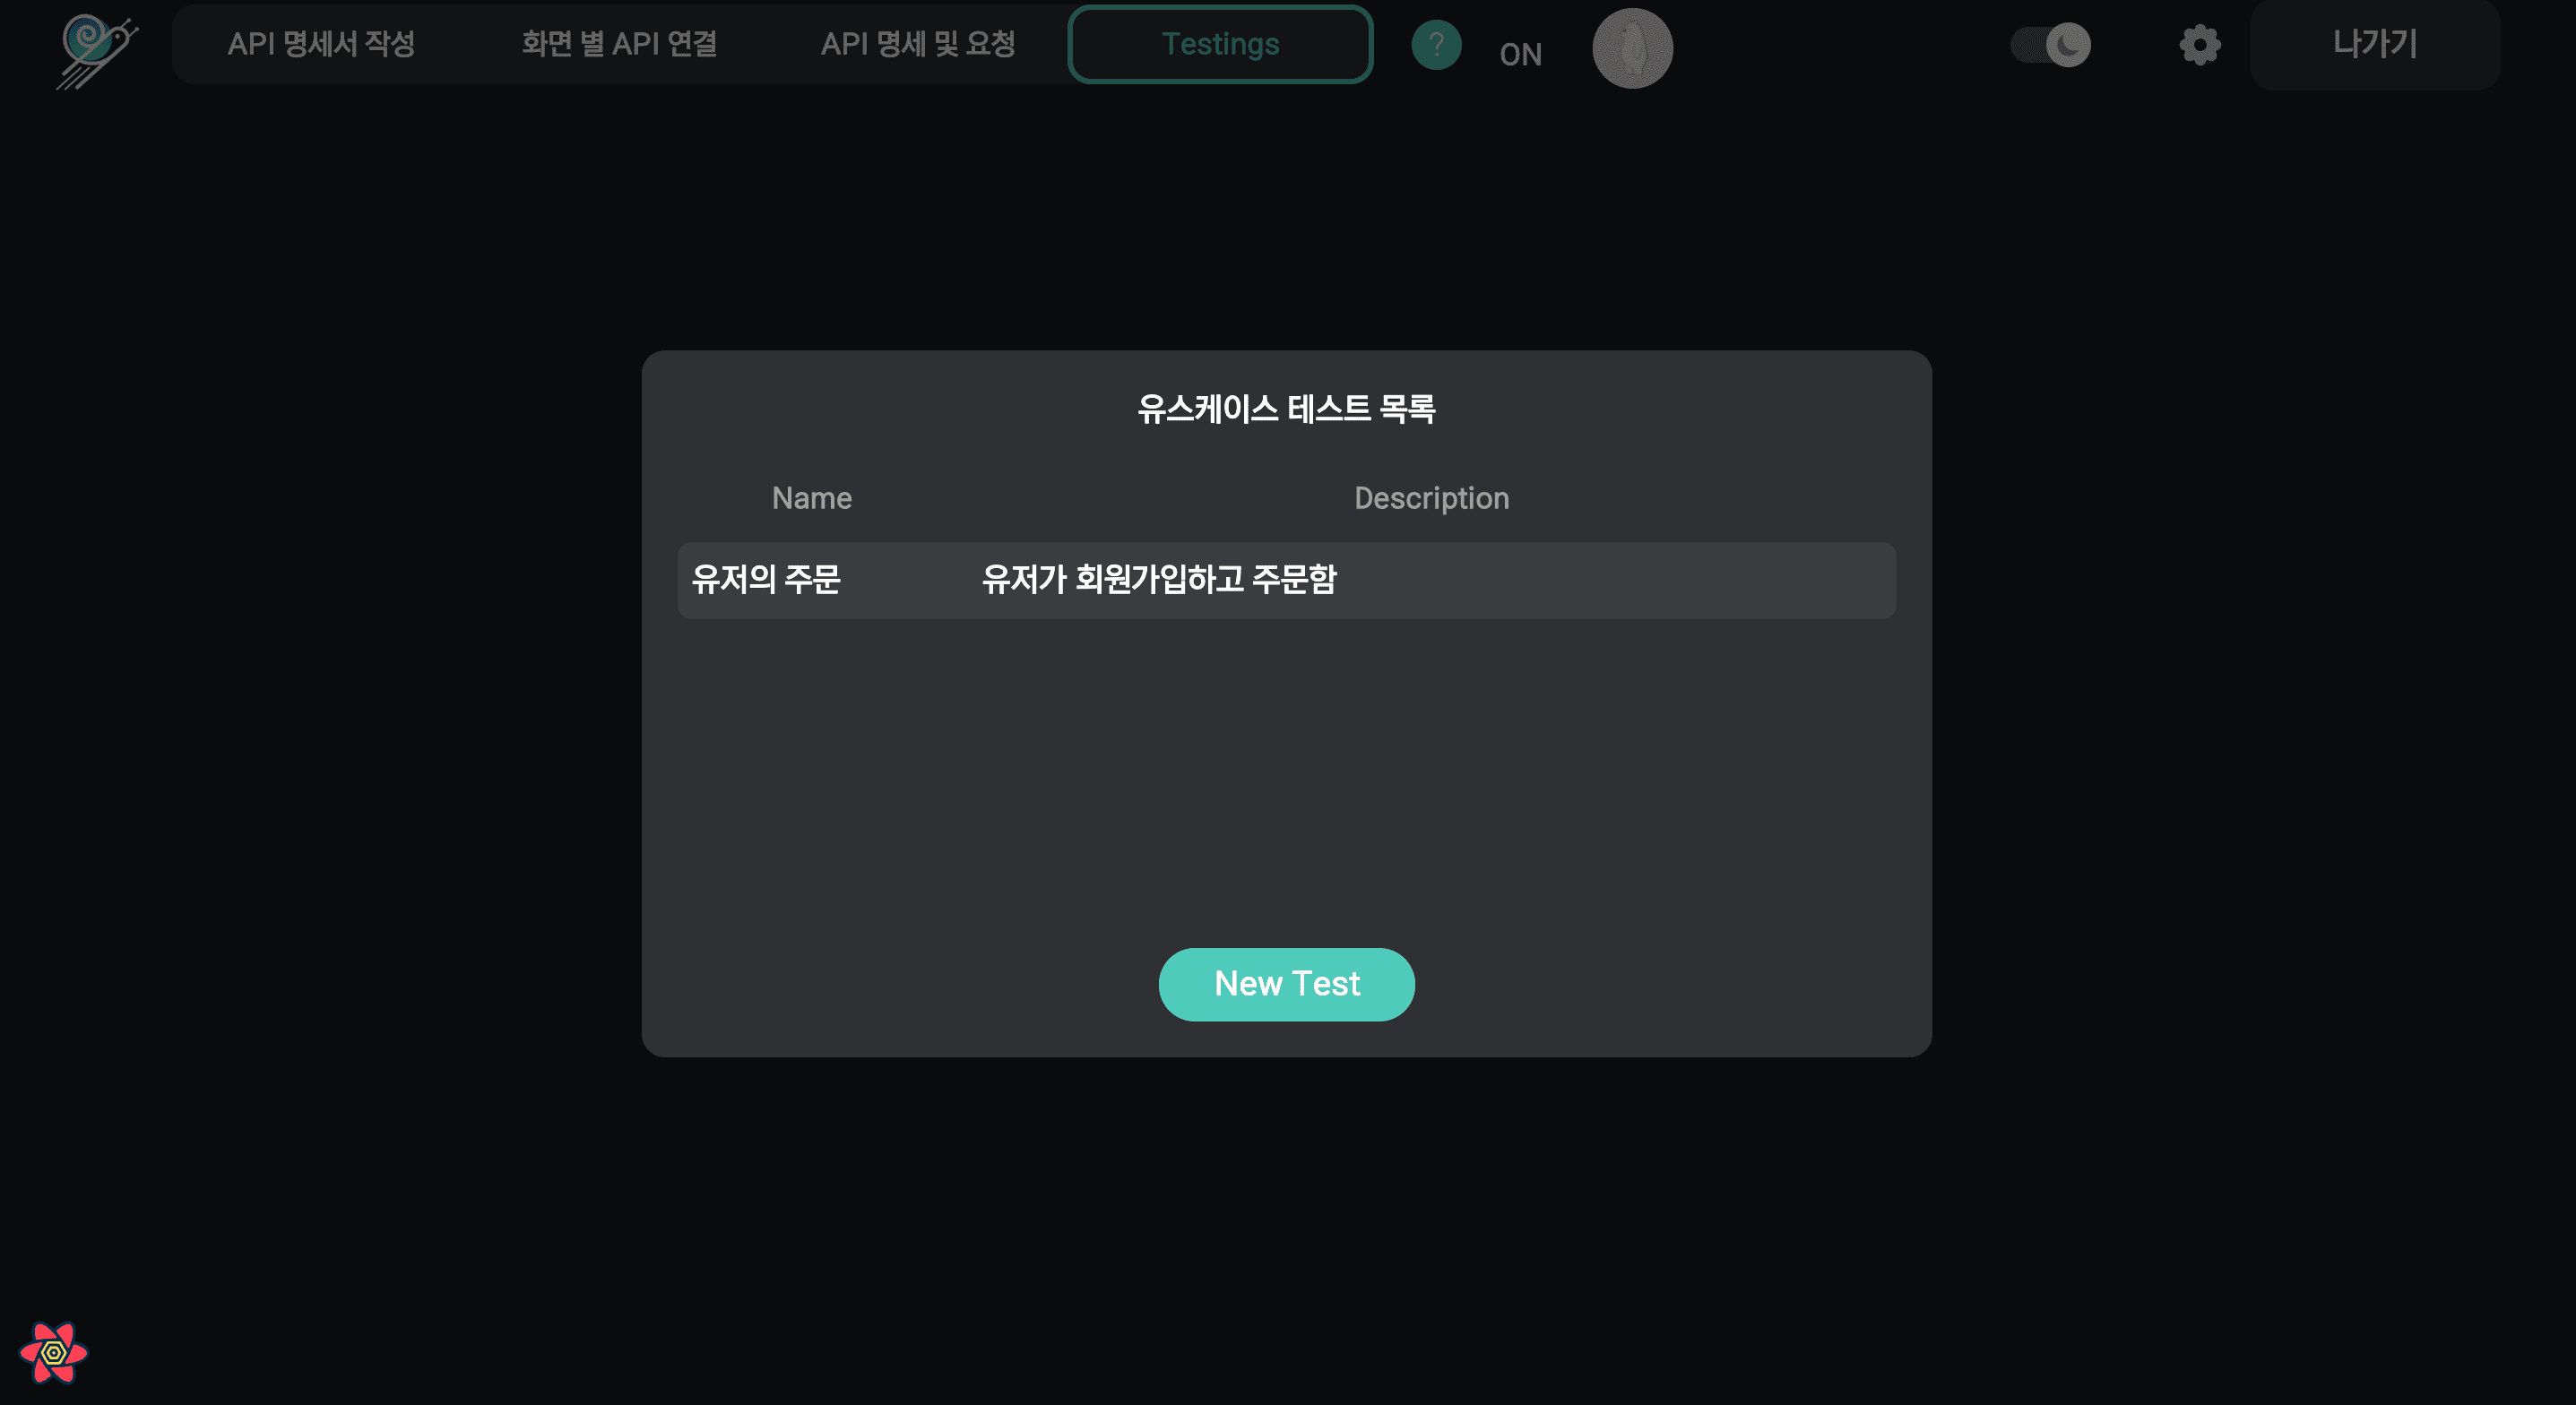 API 명세서 작성
화면 별 API 연결
API 명세 및 요청
Testings
?
ON
나가기
유스케이스 테스트 목록
Name
Description
유저의 주문
유저가 회원가입하고 주문함
New Test